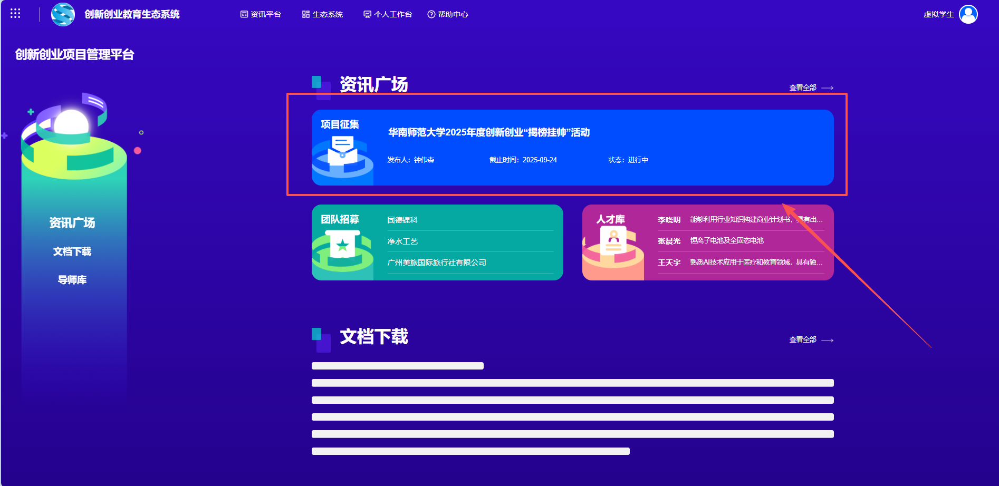 创新创业教育生态系统
资讯平台
生态系统
个人工作台
帮助中心
虚拟学生
创新创业项目管理平台
资讯广场
文档下载
导师库
资讯广场
查看全部
项目征集
华南师范大学2025年度创新创业“揭榜挂帅”活动
发布人：钟伟森
截止时间：2025-09-24
状态：进行中
团队招募
固德镍科
净水工艺
广州美旅国际旅行社有限公司
人才库
李晓明 能够利用行业知识构建商业计划书，具有出...
张晨光 锂离子电池及全固态电池
王天宇 熟悉AI技术应用于医疗和教育领域，具有独...
文档下载
查看全部